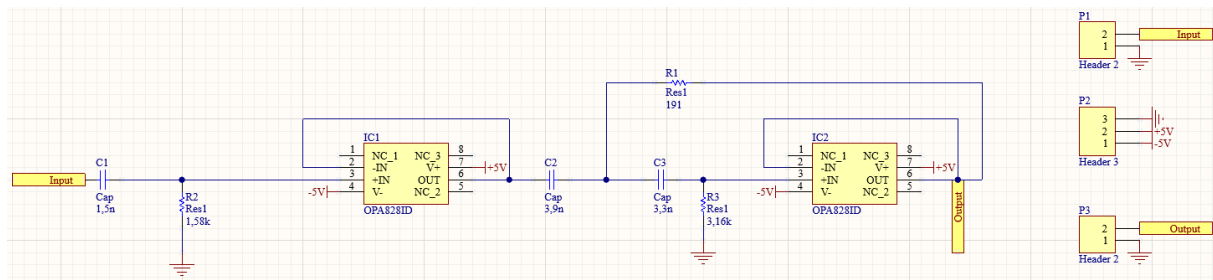 Input
C1
Cap
1,5n
R2
Res1
1,58k
IC1
1
2
3
4
NC_1
-IN
+IN
V-
NC_3
V+
OUT
NC_2
8
7
6
5
OPA828ID
-5V
+5V
C2
Cap
3,9n
R1
Res1
191
C3
Cap
3,3n
R3
Res1
3,16k
IC2
1
2
3
4
NC_1
-IN
+IN
V-
NC_3
V+
OUT
NC_2
8
7
6
5
OPA828ID
-5V
+5V
Output
P1
2
1
Header 2
Input
P2
3
2
1
Header 3
+5V
-5V
P3
2
1
Header 2
Output